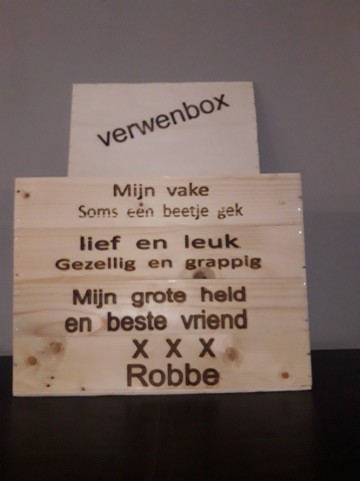 verwenbox
Mijn vake
Soms een beetje gek
lief en leuk
Gezellig en grappig
Mijn grote held
en beste vriend
X X X
Robbe